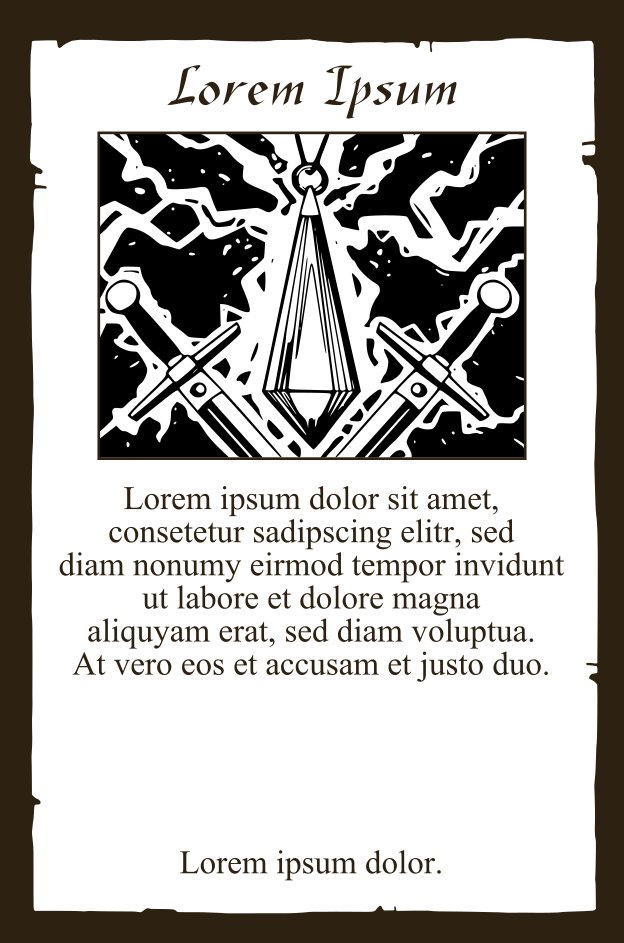 Lorem Ipsum
Lorem ipsum dolor sit amet,
consetetur sadipscing elitr, sed
diam nonumy eirmod tempor invidunt
ut labore et dolore magna
aliquyam erat, sed diam voluptua.
At vero eos et accusam et justo duo.
Lorem ipsum dolor.